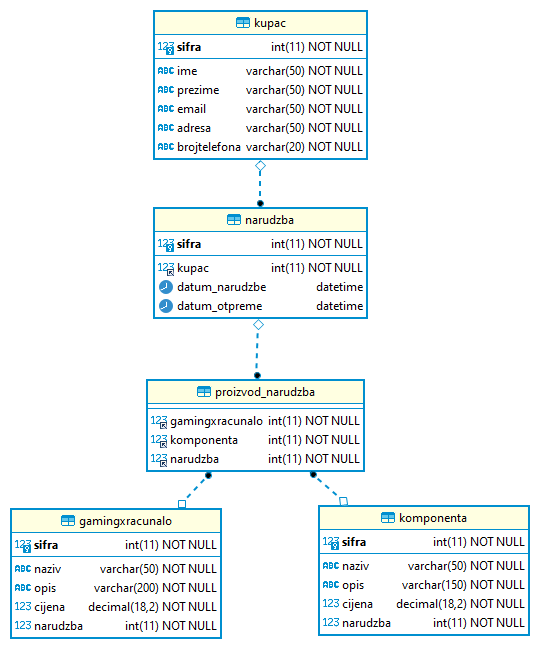 kupac
123 sifra int(11) NOT NULL
ABC ime varchar(50) NOT NULL
ABC prezime varchar(50) NOT NULL
ABC email varchar(50) NOT NULL
ABC adresa varchar(50) NOT NULL
ABC brojtelefona varchar(20) NOT NULL
narudzba
123 sifra int(11) NOT NULL
123 kupac int(11) NOT NULL
datum_narudzbe datetime
datum_otpreme datetime
proizvod_narudzba
123 gamingxracunalo int(11) NOT NULL
123 komponenta int(11) NOT NULL
123 narudzba int(11) NOT NULL
gamingxracunalo
123 sifra int(11) NOT NULL
ABC naziv varchar(50) NOT NULL
ABC opis varchar(200) NOT NULL
123 cijena decimal(18,2) NOT NULL
123 narudzba int(11) NOT NULL
komponenta
123 sifra int(11) NOT NULL
ABC naziv varchar(50) NOT NULL
ABC opis varchar(150) NOT NULL
123 cijena decimal(18,2) NOT NULL
123 narudzba int(11) NOT NULL